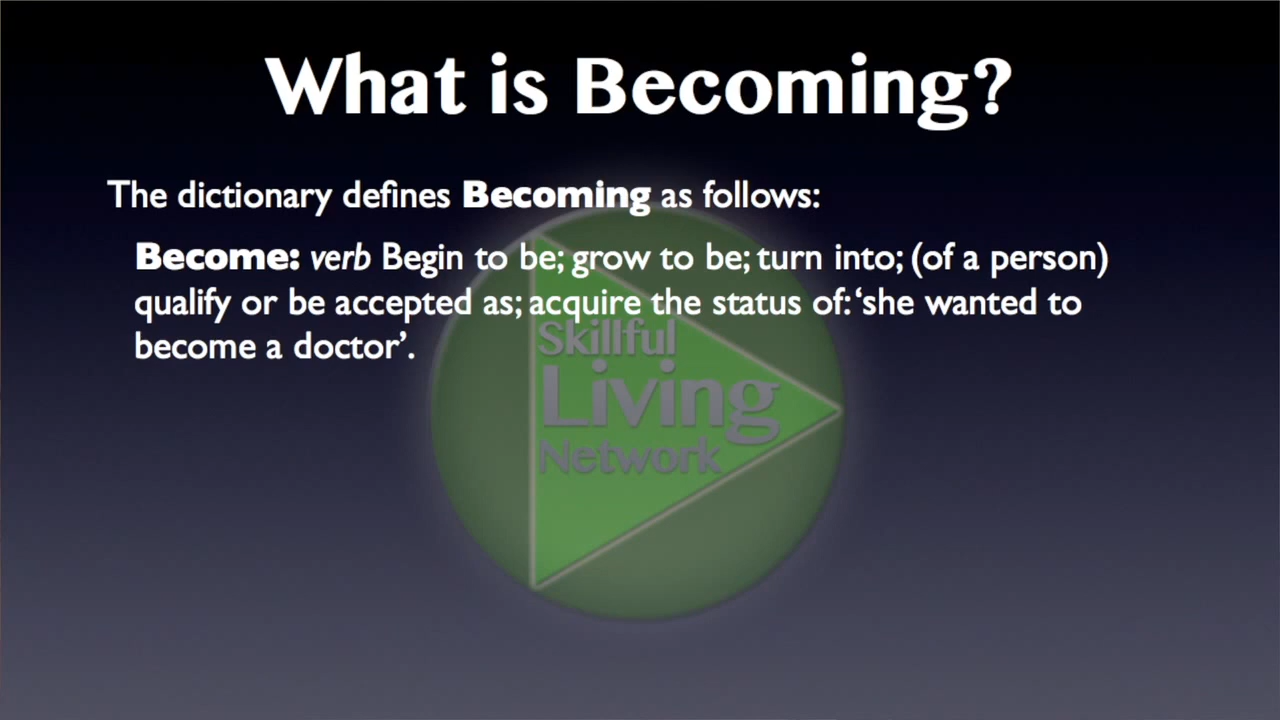 What is Becoming?
The dictionary defines Becoming as follows:
Become: verb Begin to be; grow to be; turn into; (of a person)
qualify or be accepted as; acquire the status of: ‘she wanted to
become a doctor’.
Skillful
Living
Network